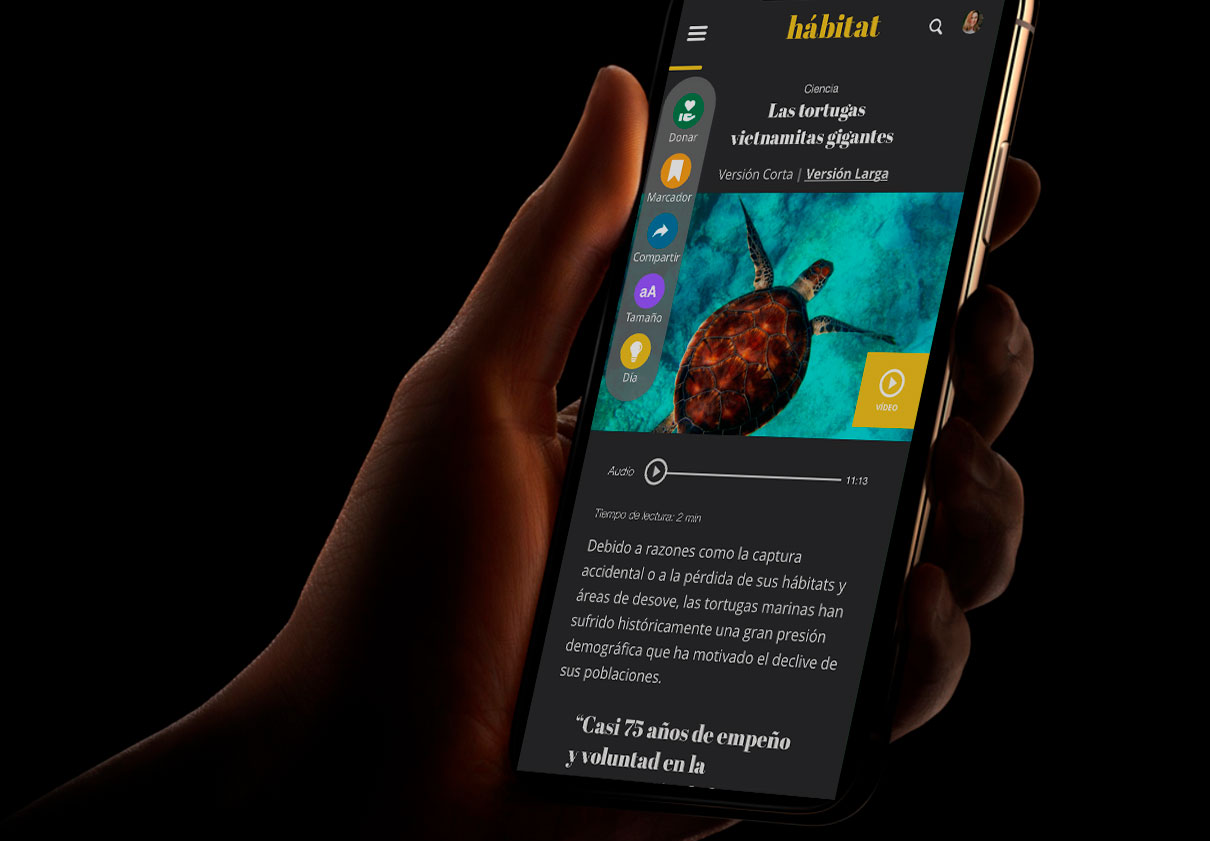 hábitat
Ciencia
Las tortugas
vietnamitas gigantes
Versión Corta | Versión Larga
Donar
Marcador
Compartir
aA
Tamaño
Día
VÍDEO
Audio
11:13
Tiempo de lectura: 2 min
Debido a razones como la captura
accidental o a la pérdida de sus hábitats y
áreas de desove, las tortugas marinas han
sufrido históricamente una gran presión
demográfica que ha motivado el declive de
sus poblaciones.
“Casi 75 años de empeño
y voluntad en la